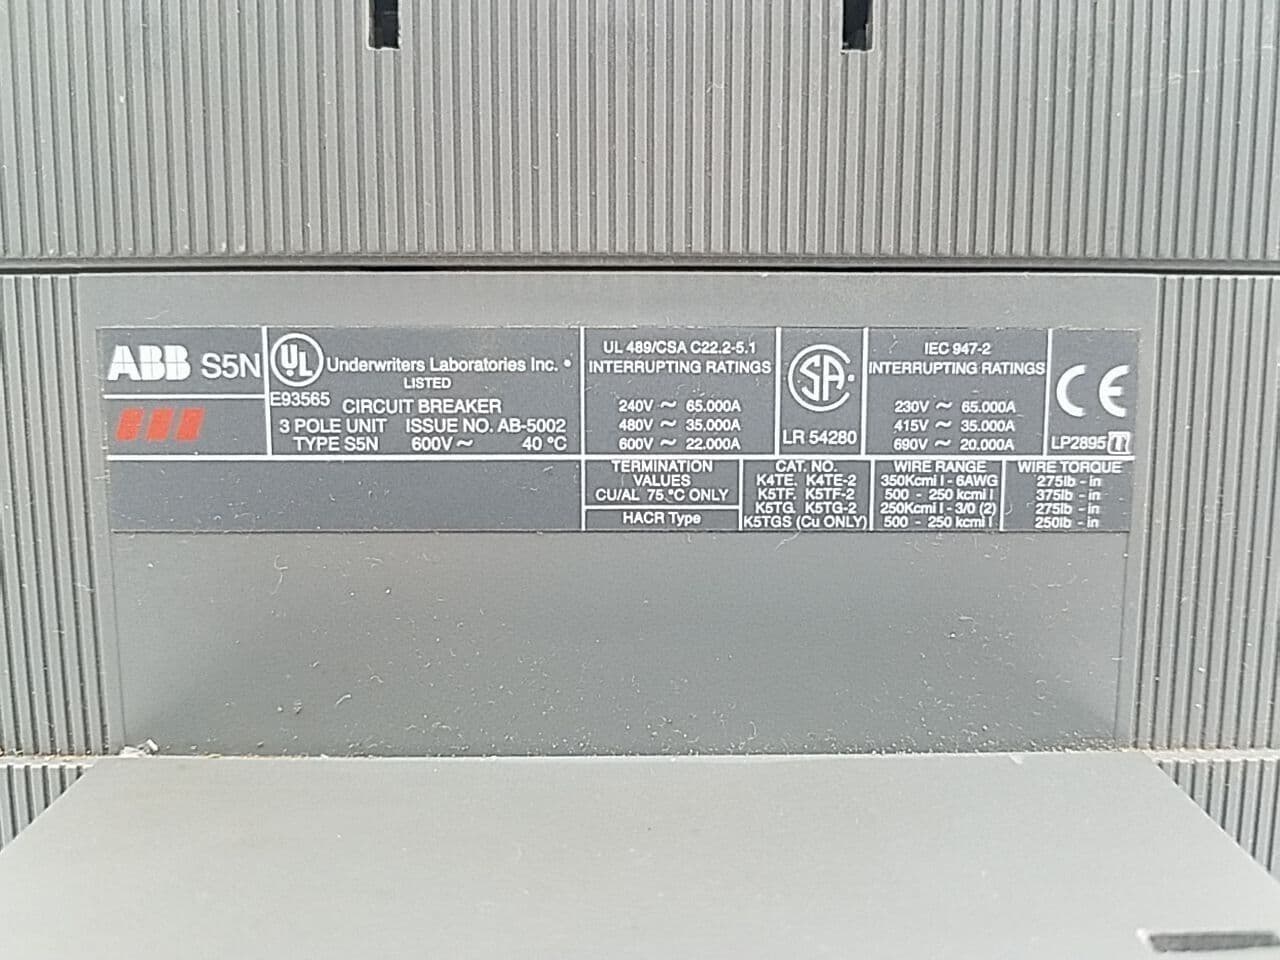 ABB S5N
UL Underwriters Laboratories Inc. ®
LISTED
E93565
CIRCUIT BREAKER
3 POLE UNIT ISSUE NO. AB-5002
TYPE S5N 600V ~ 40 °C
UL 489/CSA C22.2-5.1
INTERRUPTING RATINGS
240V ~ 65.000A
480V ~ 35.000A
600V ~ 22.000A
SA
LR 54280
IEC 947-2
INTERRUPTING RATINGS
230V ~ 65.000A
415V ~ 35.000A
690V ~ 20.000A
CE
LP2895
TERMINATION
VALUES
CU/AL 75 °C ONLY
HACR Type
CAT. NO.
K4TE. K4TE-2
K5TF. K5TF-2
K5TG. K5TG-2
K5TGS (Cu ONLY)
WIRE RANGE
350Kcmil - 6AWG
500 - 250 kcmil
250Kcmil - 3/0 (2)
500 - 250 kcmil
WIRE TORQUE
275lb - in
375lb - in
275lb - in
250lb - in